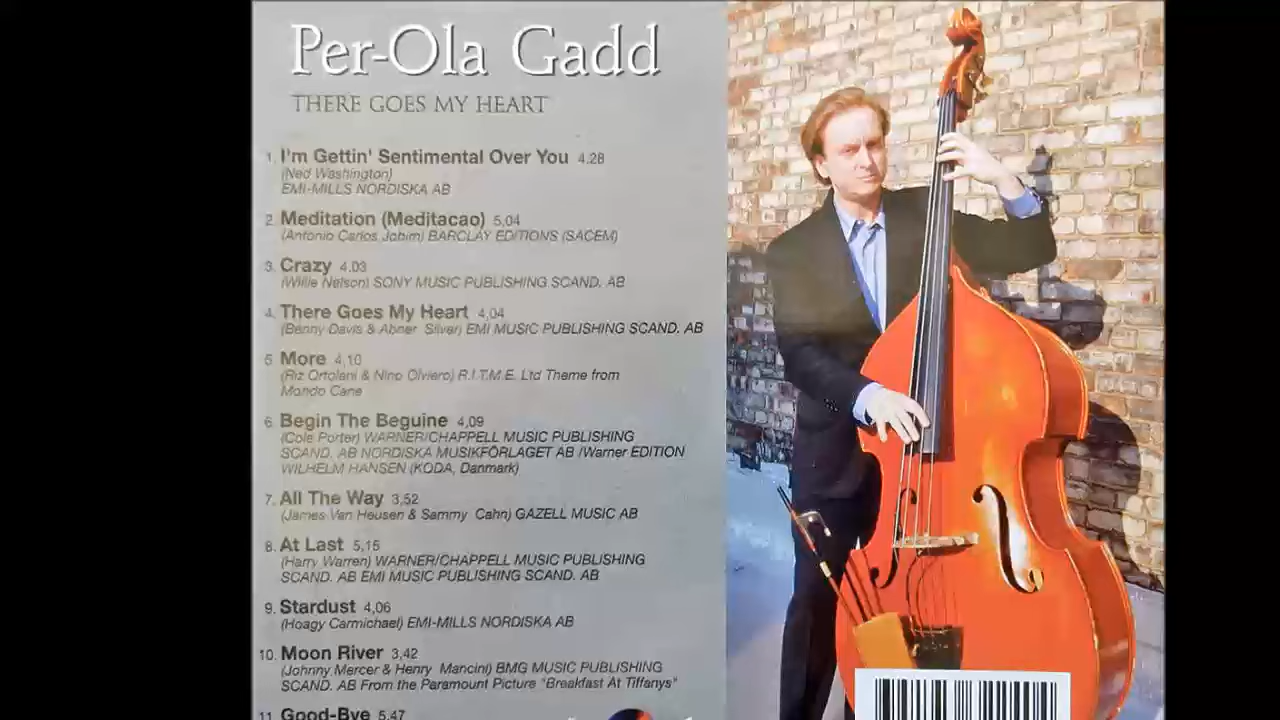 Per-Ola Gadd
THERE GOES MY HEART
1. I'm Gettin' Sentimental Over You 4.28
(Ned Washington)
EMI-MILLS NORDISKA AB
2. Meditation (Meditacao) 5,04
(Antonio Carlos Jobim) BARCLAY EDITIONS (SACEM)
3. Crazy 4.03
(Willie Nelson) SONY MUSIC PUBLISHING SCAND. AB
4. There Goes My Heart 4,04
(Benny Davis & Abner Silver) EMI MUSIC PUBLISHING SCAND. AB
5. More 4.10
(Riz Ortolani & Nino Oliviero) R.I.T.M.E. Ltd Theme from
Mondo Cane
6. Begin The Beguine 4,09
(Cole Porter) WARNER/CHAPPELL MUSIC PUBLISHING
SCAND. AB NORDISKA MUSIKFÖRLAGET AB /Warner EDITION
WILHELM HANSEN (KODA, Danmark)
7. All The Way 3,52
(James Van Heusen & Sammy Cahn) GAZELL MUSIC AB
8. At Last 5,15
(Harry Warren) WARNER/CHAPPELL MUSIC PUBLISHING
SCAND. AB EMI MUSIC PUBLISHING SCAND. AB
9. Stardust 4,06
(Hoagy Carmichael) EMI-MILLS NORDISKA AB
10. Moon River 3,42
(Johnny Mercer & Henry Mancini) BMG MUSIC PUBLISHING
SCAND. AB From the Paramount Picture "Breakfast At Tiffanys"
11. Good-Bye 5.47